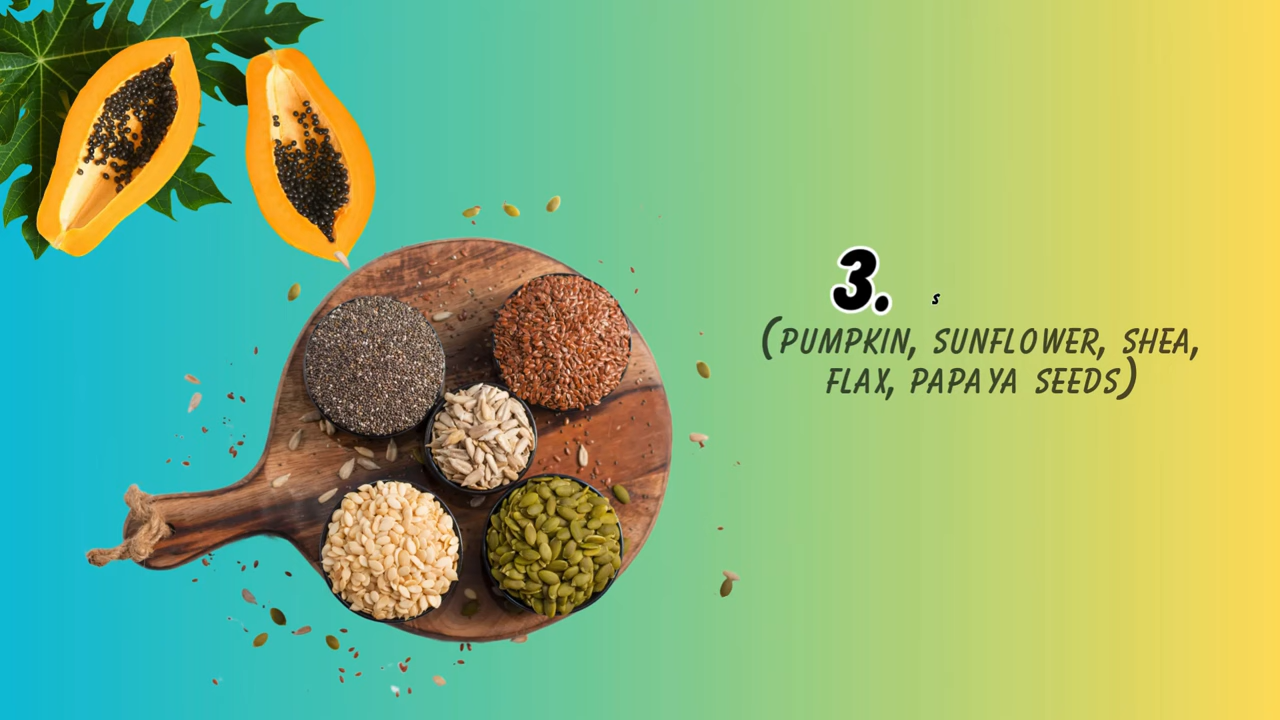 3. s
(PUMPKIN, SUNFLOWER, SHEA,
FLAX, PAPAYA SEEDS)